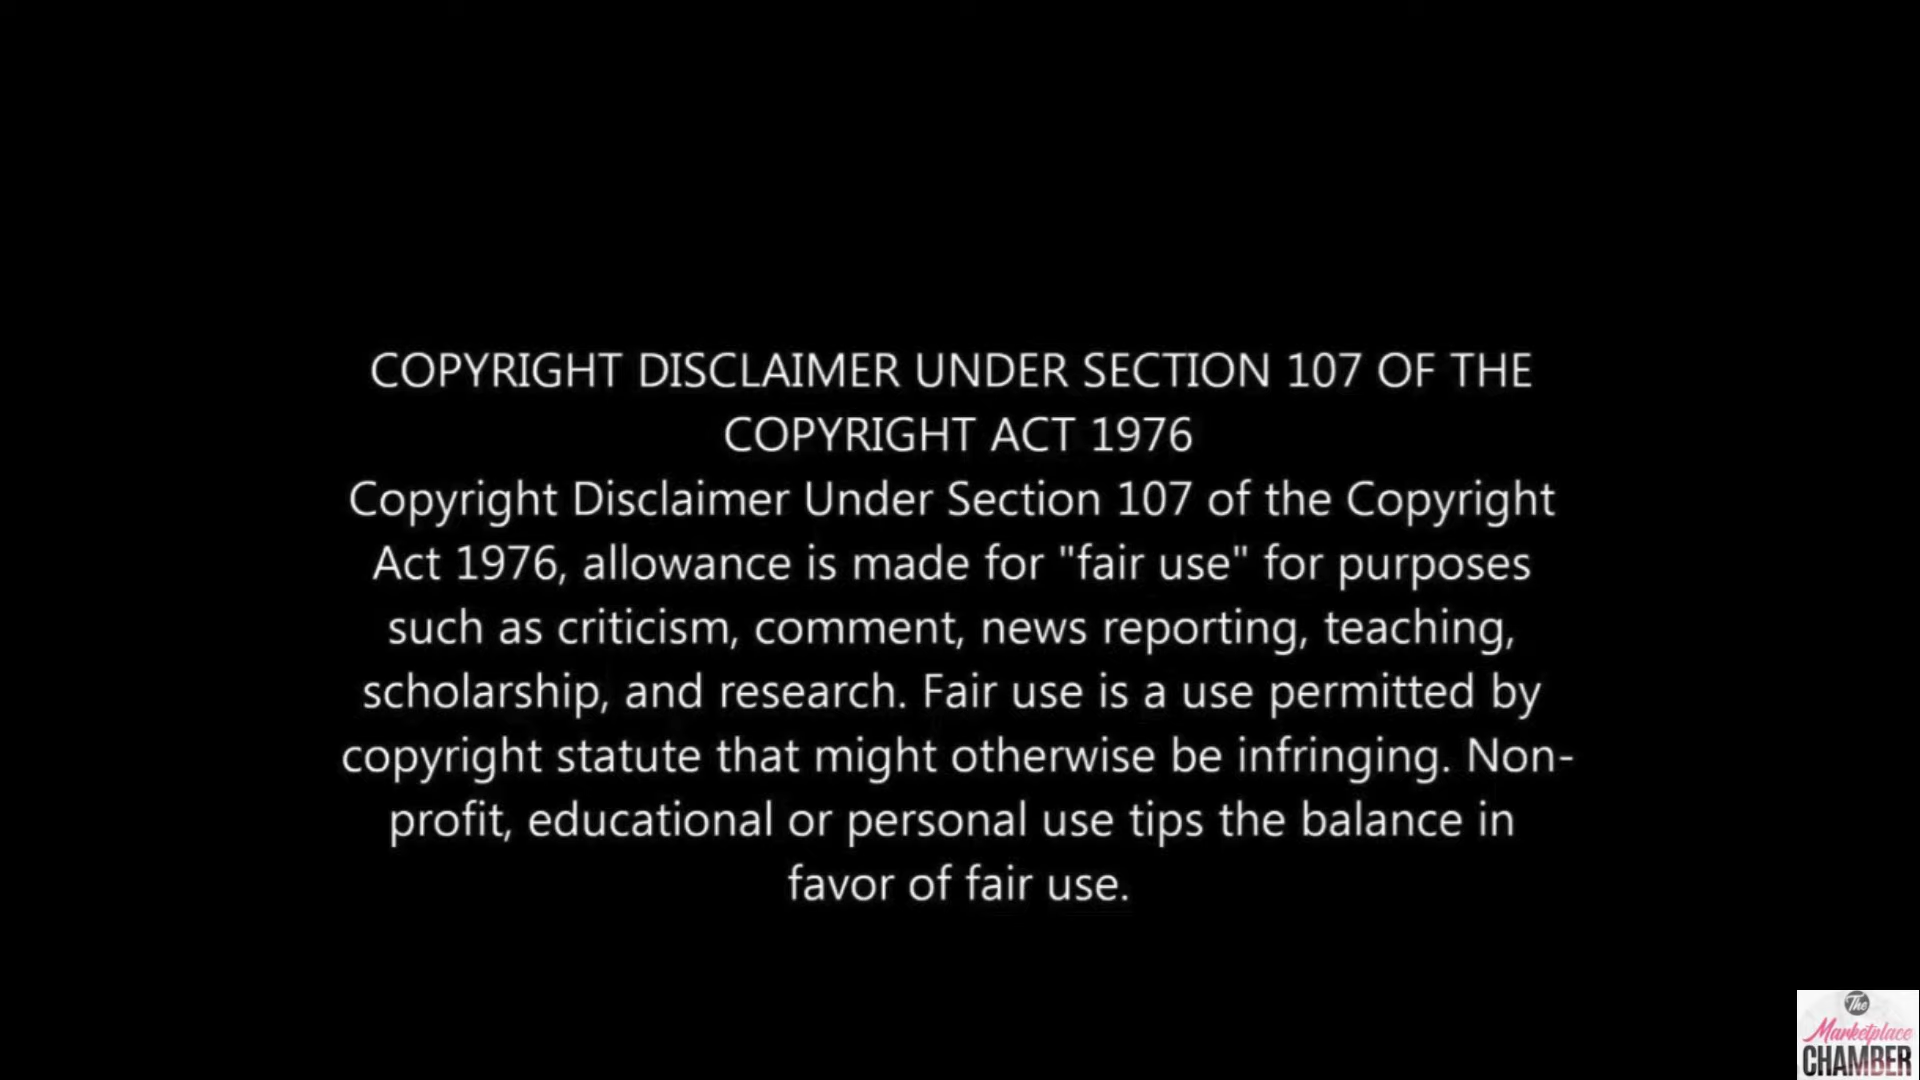 COPYRIGHT DISCLAIMER UNDER SECTION 107 OF THE
COPYRIGHT ACT 1976
Copyright Disclaimer Under Section 107 of the Copyright
Act 1976, allowance is made for "fair use" for purposes
such as criticism, comment, news reporting, teaching,
scholarship, and research. Fair use is a use permitted by
copyright statute that might otherwise be infringing. Non-
profit, educational or personal use tips the balance in
favor of fair use.
The
Marketplace
CHAMBER